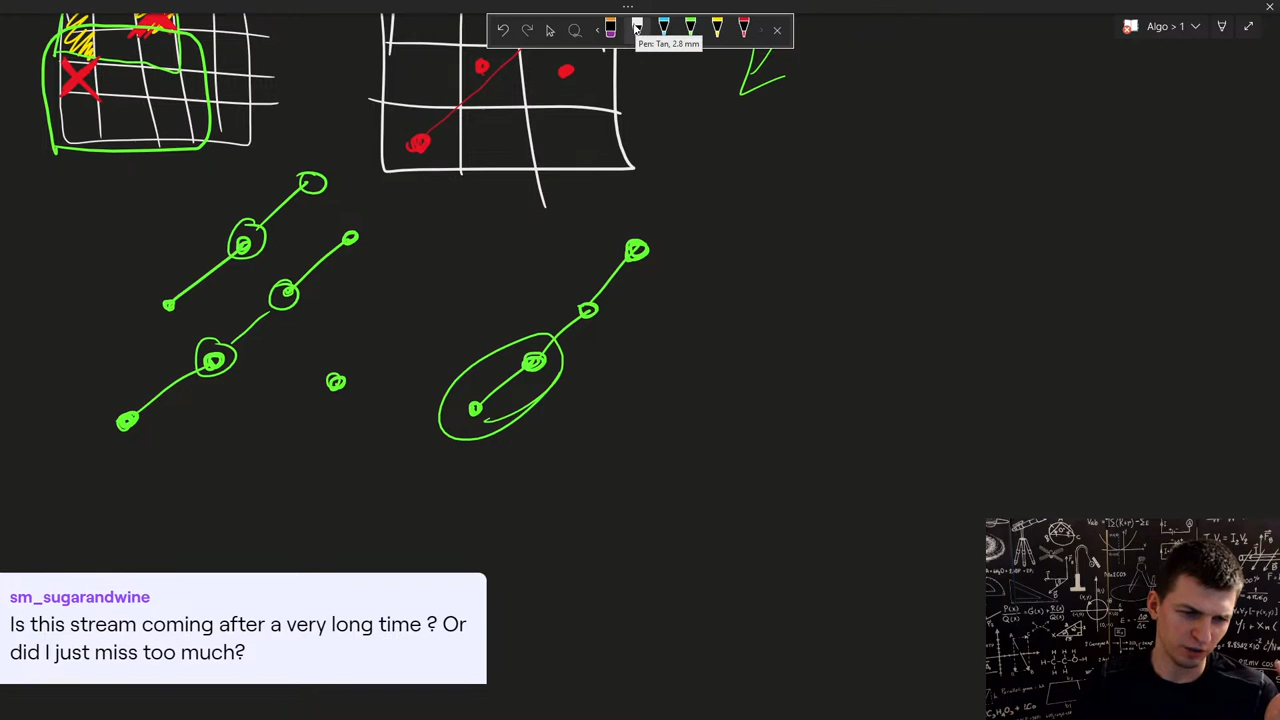 Pen: Tan, 2.8 mm
Algo > 1
sm_sugarandwine
Is this stream coming after a very long time ? Or
did I just miss too much?